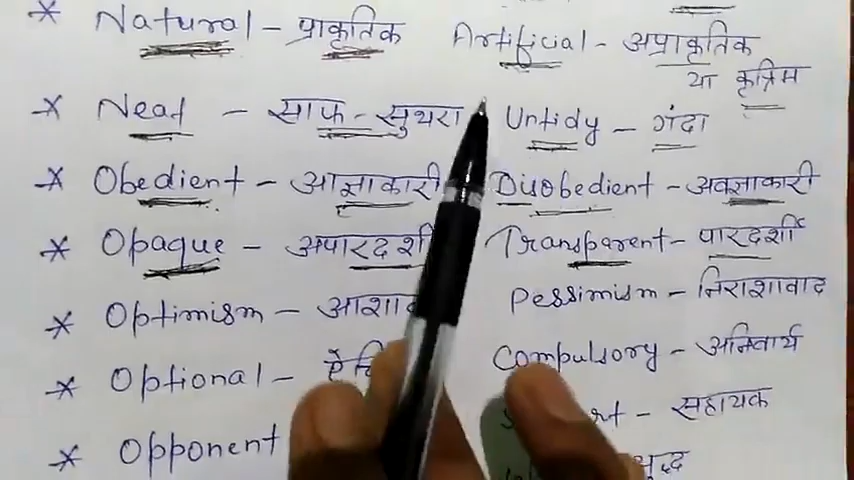 * Natural - प्राकृतिक Artificial - अप्राकृतिक
या कृत्रिम
* Neat - साफ - सुथरा Untidy - गंदा
* Obedient - आज्ञाकारी Disobedient - अवज्ञाकारी
* Opaque - अपारदर्शी Transparent - पारदर्शी
* Optimism - Pessimism - निराशावाद
* Optional - Compulsory - अनिवार्य
* Opponent - सहायक